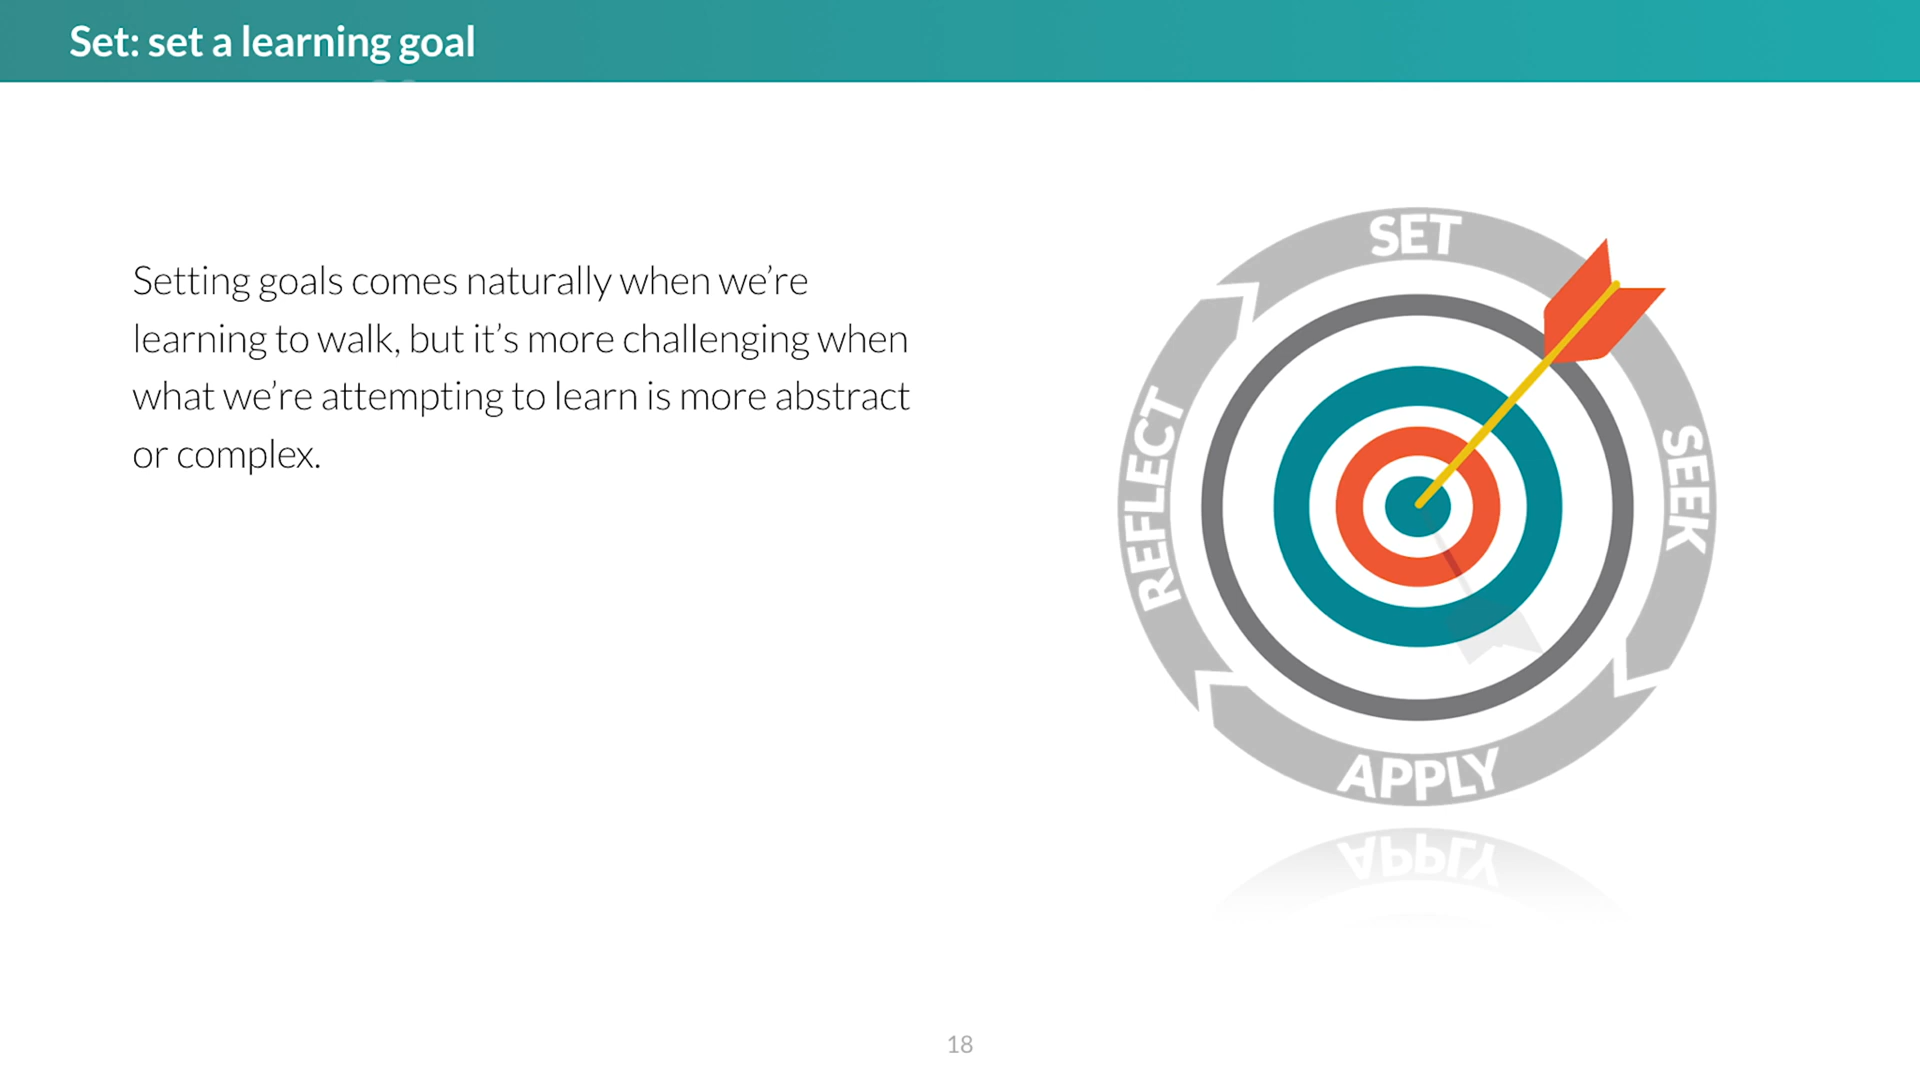 Set: set a learning goal
Setting goals comes naturally when we’re
learning to walk, but it’s more challenging when
what we’re attempting to learn is more abstract
or complex.
SET
SEEK
APPLY
REFLECT
APPLY
18